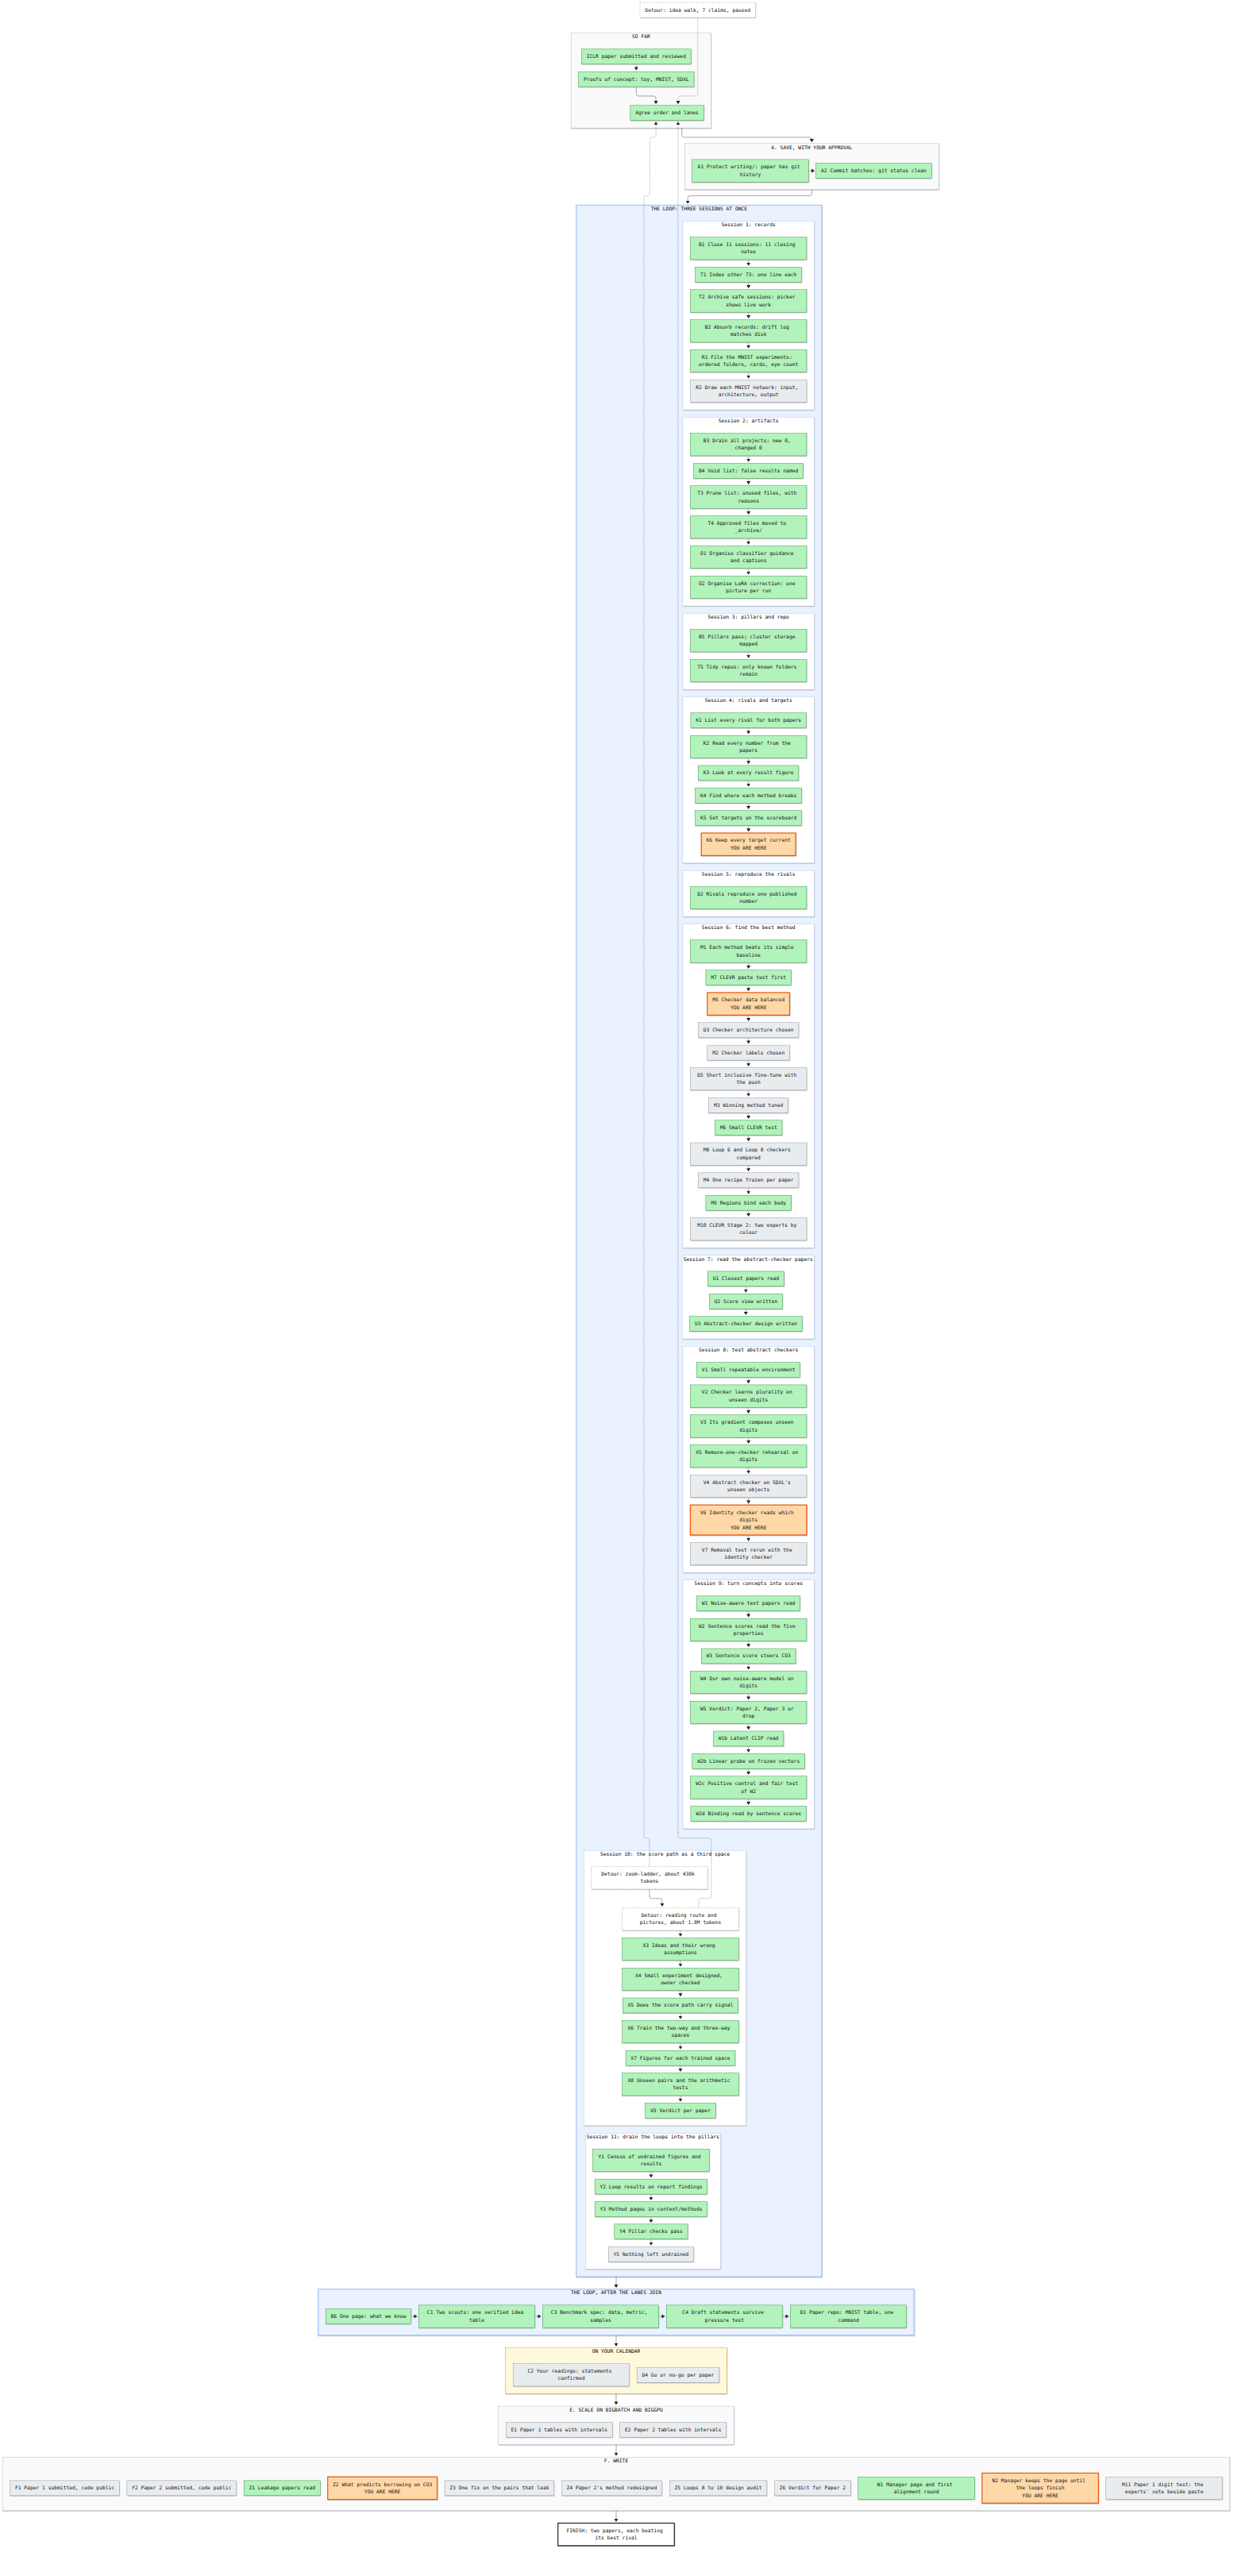 Detour: idea walk, 7 claims, paused
SO FAR
ICLR paper submitted and reviewed
Proofs of concept: toy, MNIST, SDXL
Agree order and lanes
A. SAVE, WITH YOUR APPROVAL
A1 Protect writing/: paper has git
history
A2 Commit batches: git status clean
THE LOOP: THREE SESSIONS AT ONCE
Session 1: records
B1 Close 11 sessions: 11 closing
notes
T1 Index other 73: one line each
T2 Archive safe sessions: picker
shows live work
B2 Absorb records: drift log
matches disk
R1 File the MNIST experiments:
ordered folders, cards, eye count
R2 Draw each MNIST network: input,
architecture, output
Session 2: artifacts
B3 Drain all projects: new 0,
changed 0
B4 Void list: false results named
T3 Prune list: unused files, with
reasons
T4 Approved files moved to
_archive/
O1 Organise classifier guidance
and captions
O2 Organise LoRA correction: one
picture per run
Session 3: pillars and repo
B5 Pillars pass; cluster storage
mapped
T5 Tidy repos: only known folders
remain
Session 4: rivals and targets
K1 List every rival for both papers
K2 Read every number from the
papers
K3 Look at every result figure
K4 Find where each method breaks
K5 Set targets on the scoreboard
K6 Keep every target current
YOU ARE HERE
Session 5: reproduce the rivals
D2 Rivals reproduce one published
number
Session 6: find the best method
M1 Each method beats its simple
baseline
M7 CLEVR paste test first
M5 Checker data balanced
YOU ARE HERE
D3 Checker architecture chosen
M2 Checker labels chosen
D5 Short inclusive fine-tune with
the push
M3 Winning method tuned
M6 Small CLEVR test
M8 Loop 6 and Loop 8 checkers
compared
M4 One recipe frozen per paper
M9 Regions bind each body
M10 CLEVR Stage 2: two experts by
colour
Session 7: read the abstract-checker papers
U1 Closest papers read
U2 Score view written
U3 Abstract-checker design written
Session 8: test abstract checkers
V1 Small repeatable environment
V2 Checker learns plurality on
unseen digits
V3 Its gradient composes unseen
digits
V5 Remove-one-checker rehearsal on
digits
V4 Abstract checker on SDXL's
unseen objects
V6 Identity checker reads which
digits
YOU ARE HERE
V7 Removal test rerun with the
identity checker
Session 9: turn concepts into scores
W1 Noise-aware text papers read
W2 Sentence scores read the five
properties
W3 Sentence score steers CO3
W4 Our own noise-aware model on
digits
W5 Verdict: Paper 2, Paper 3 or
drop
W1b Latent CLIP read
W2b Linear probe on frozen vectors
W2c Positive control and fair test
of W2
W2d Binding read by sentence scores
Session 10: the score path as a third space
Detour: zoom-ladder, about 430k
tokens
Detour: reading route and
pictures, about 1.8M tokens
X3 Ideas and their wrong
assumptions
X4 Small experiment designed,
owner checked
X5 Does the score path carry signal
X6 Train the two-way and three-way
spaces
X7 Figures for each trained space
X8 Unseen pairs and the arithmetic
tests
X9 Verdict per paper
Session 11: drain the loops into the pillars
Y1 Census of undrained figures and
results
Y2 Loop results on report findings
Y3 Method pages in context/methods
Y4 Pillar checks pass
Y5 Nothing left undrained
THE LOOP, AFTER THE LANES JOIN
B6 One page: what we know
C1 Two scouts: one verified idea
table
C3 Benchmark spec: data, metric,
samples
C4 Draft statements survive
pressure test
D1 Paper repo: MNIST table, one
command
ON YOUR CALENDAR
C2 Your readings: statements
confirmed
D4 Go or no-go per paper
E. SCALE ON BIGBATCH AND BIGGPU
E1 Paper 1 tables with intervals
E2 Paper 2 tables with intervals
F. WRITE
F1 Paper 1 submitted, code public
F2 Paper 2 submitted, code public
Z1 Leakage papers read
Z2 What predicts borrowing on CO3
YOU ARE HERE
Z3 One fix on the pairs that leak
Z4 Paper 2's method redesigned
Z5 Loops 8 to 10 design audit
Z6 Verdict for Paper 2
N1 Manager page and first
alignment round
N2 Manager keeps the page until
the loops finish
YOU ARE HERE
M11 Paper 1 digit test: the
experts' vote beside paste
FINISH: two papers, each beating
its best rival